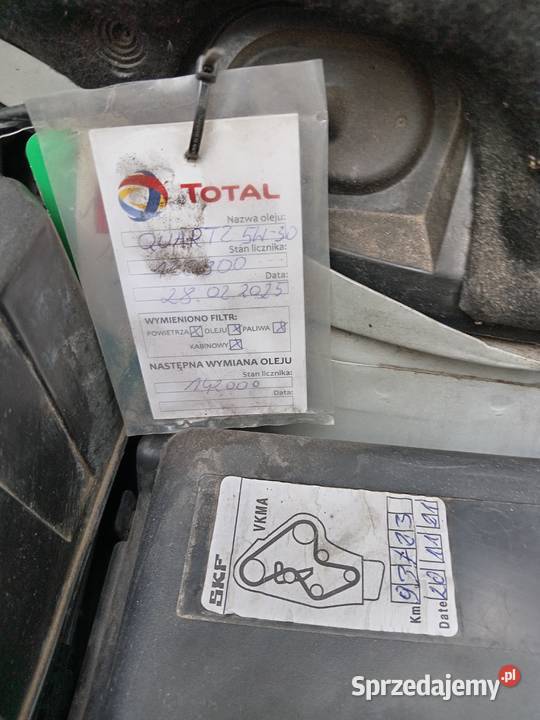 TOTAL
Nazwa oleju:
QUARTZ 5W-30
Stan licznika:
Data:
28.02.2025
WYMIENIONO FILTR:
POWIETRZA X OLEJU X PALIWA X
KABINOWY X
NASTĘPNA WYMIANA OLEJU
Stan licznika:
142000
Data:
SKF
VKMA
Km
Date
Sprzedajemy.pl